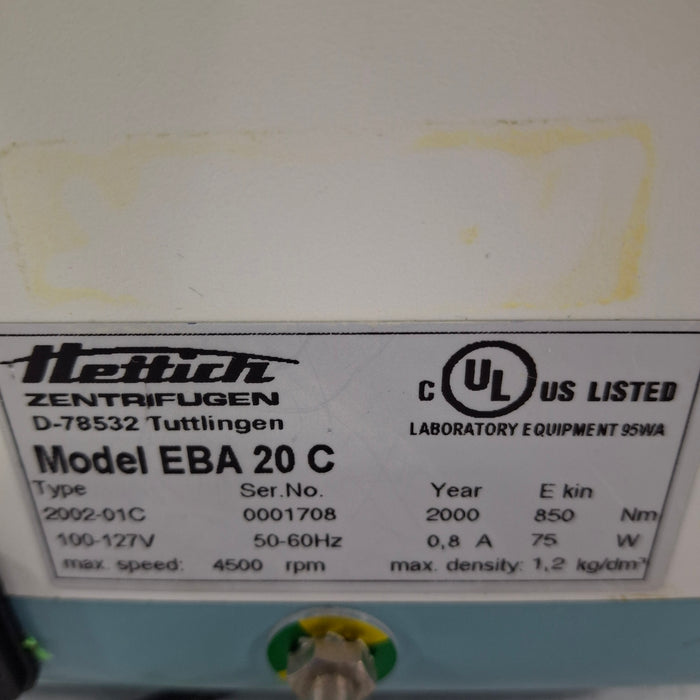 Hettich
ZENTRIFUGEN
D-78532 Tuttlingen
C UL US LISTED
LABORATORY EQUIPMENT 95WA
Model EBA 20 C
Type Ser.No. Year E kin
2002-01C 0001708 2000 850 Nm
100-127V 50-60Hz 0,8 A 75 W
max. speed: 4500 rpm max. density: 1,2 kg/dm³